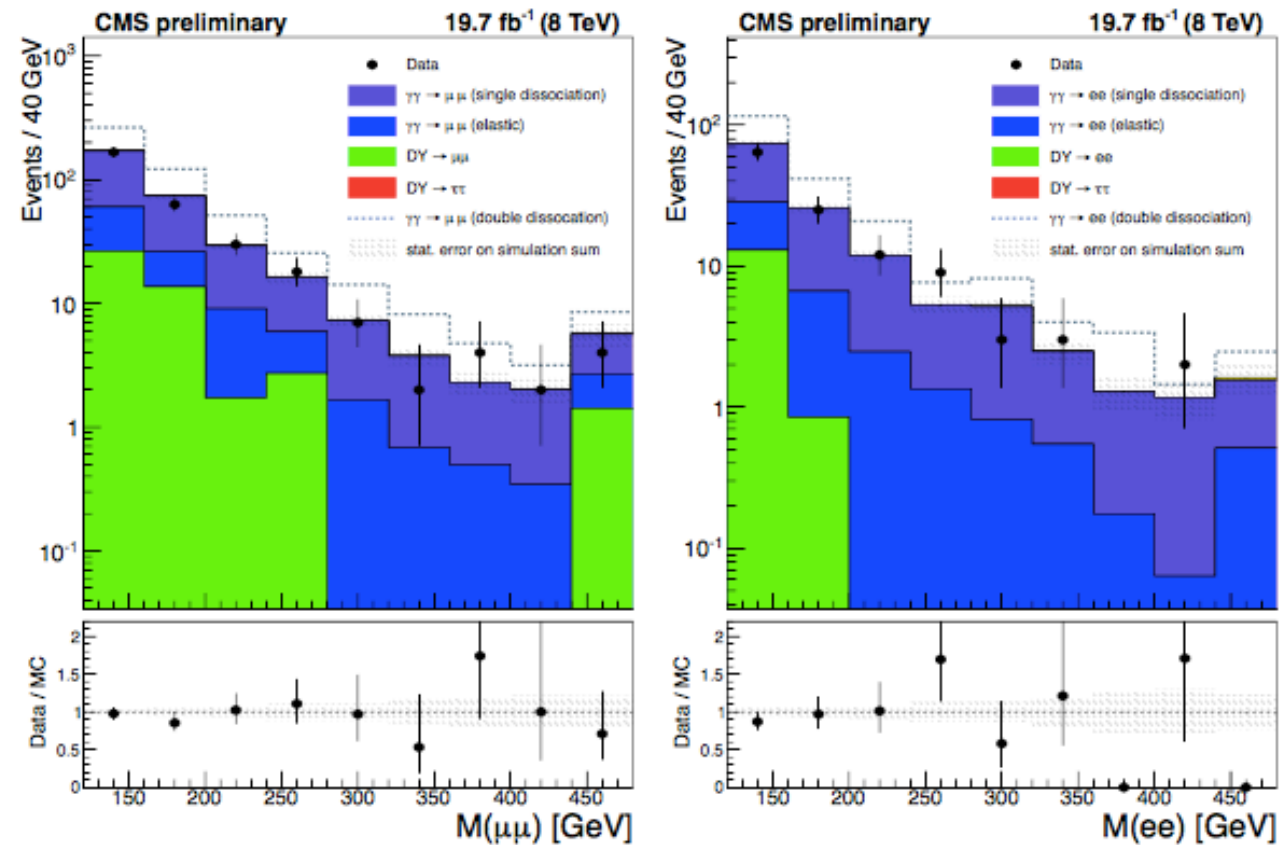 CMS preliminary 19.7 fb⁻¹ (8 TeV)
Events / 40 GeV
10³
10²
10
1
10⁻¹
Data
γγ → μ μ (single dissociation)
γγ → μ μ (elastic)
DY → μμ
DY → ττ
γγ → μ μ (double dissocation)
stat. error on simulation sum
Data / MC
2
1.5
1
0.5
0
150 200 250 300 350 400 450
M(μμ) [GeV]
CMS preliminary 19.7 fb⁻¹ (8 TeV)
Events / 40 GeV
10²
10
1
10⁻¹
Data
γγ → ee (single dissociation)
γγ → ee (elastic)
DY → ee
DY → ττ
γγ → ee (double dissocation)
stat. error on simulation sum
Data / MC
2
1.5
1
0.5
0
150 200 250 300 350 400 450
M(ee) [GeV]